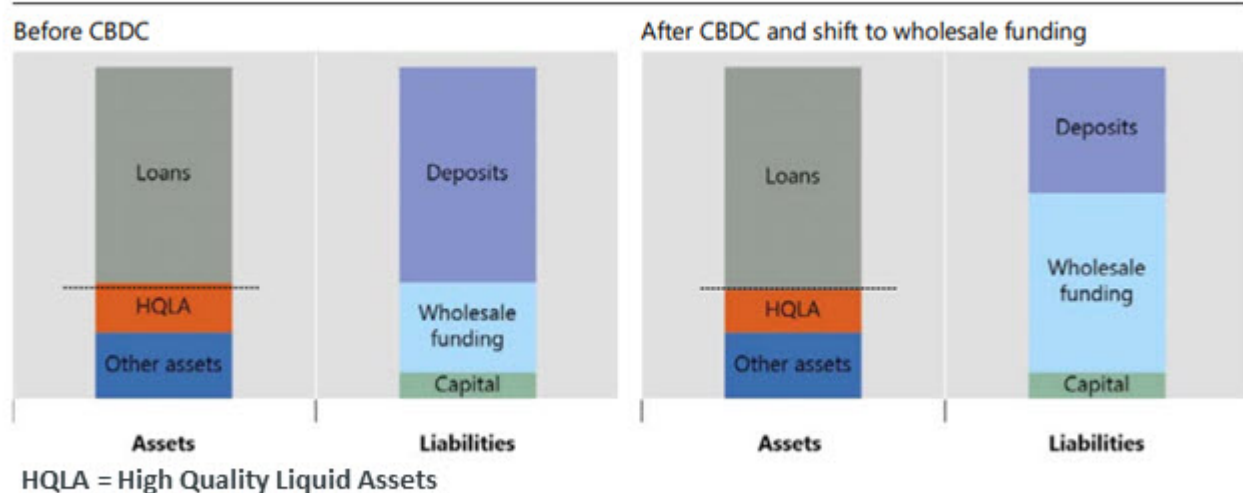 Before CBDC
Loans
HQLA
Other assets
Assets
Deposits
Wholesale
funding
Capital
Liabilities
After CBDC and shift to wholesale funding
Loans
HQLA
Other assets
Assets
Deposits
Wholesale
funding
Capital
Liabilities
HQLA = High Quality Liquid Assets